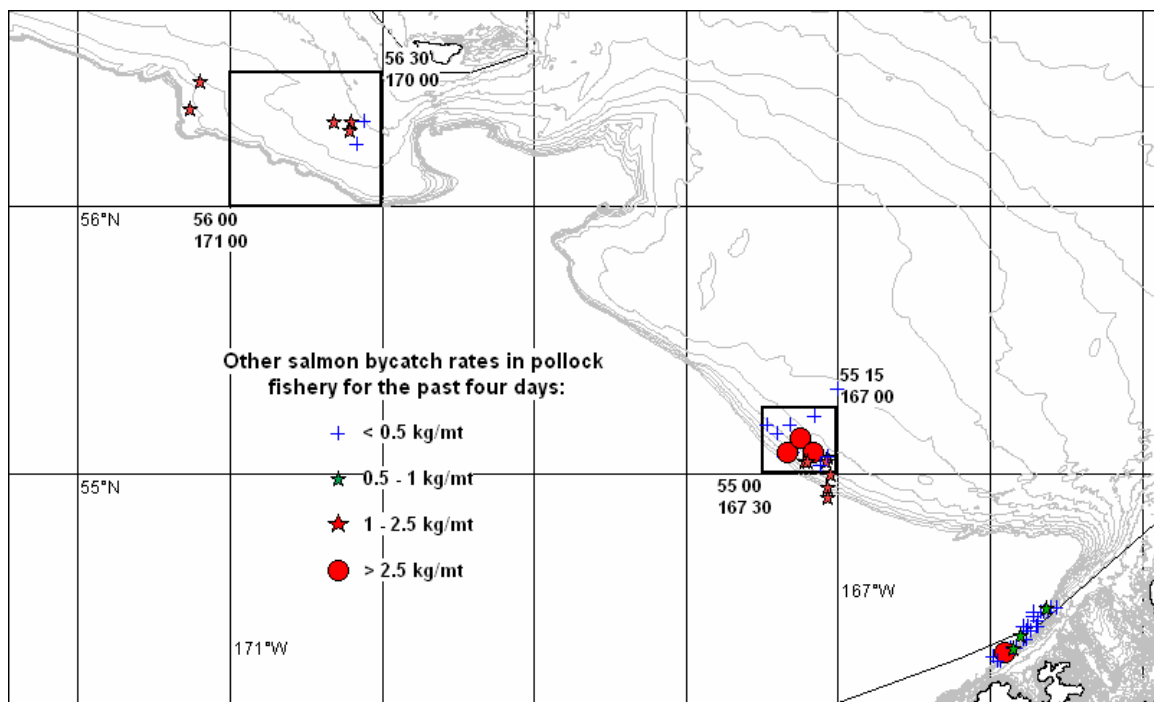 56 30
170 00
56°N
56 00
171 00
Other salmon bycatch rates in pollock
fishery for the past four days:
< 0.5 kg/mt
0.5 - 1 kg/mt
1 - 2.5 kg/mt
> 2.5 kg/mt
55 15
167 00
55°N
55 00
167 30
167°W
171°W